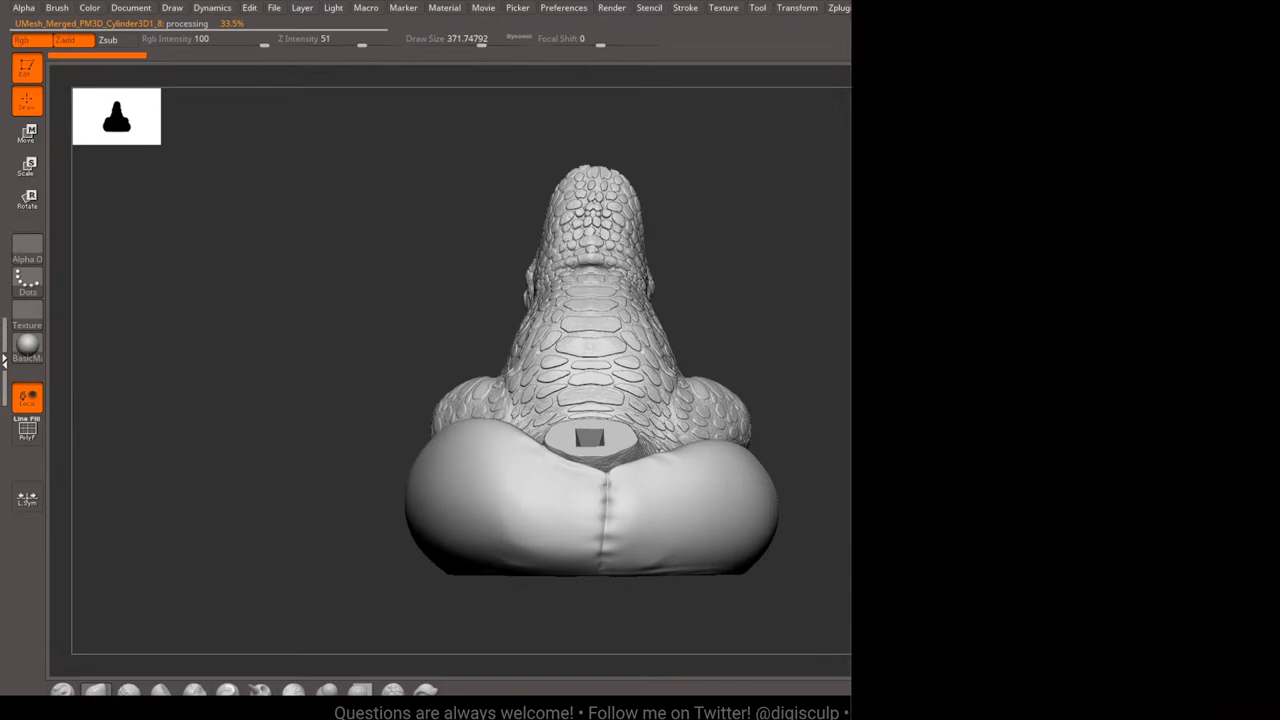 Alpha Brush Color Document Draw Dynamics Edit File Layer Light Macro Marker Material Movie Picker Preferences Render Stencil Stroke Texture Tool Transform Zplug
UMesh_Merged_PM3D_Cylinder3D1_8: processing 33.5%
Rgb Zadd Zsub Rgb Intensity 100 Z Intensity 51 Draw Size 371.74792 Dynamic Focal Shift 0
Edit
Draw
Move
Scale
Rotate
Alpha O
Dots
Texture
BasicMa
Local
Line Fill
PolyF
L.Sym
Questions are always welcome! • Follow me on Twitter! @digisculp •